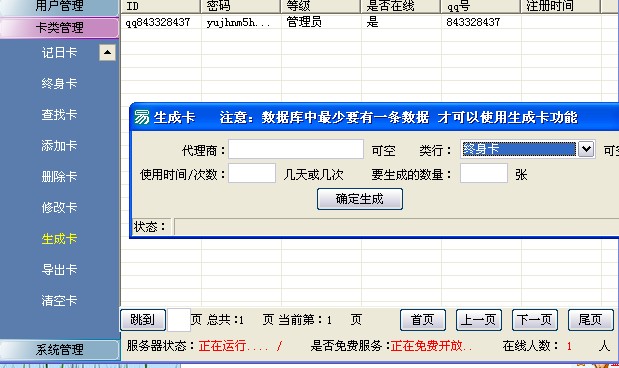 用户管理
ID 密码 等级 是否在线 qq号 注册时间
qq843328437 yujhnm5h... 管理员 是 843328437
卡类管理
记日卡
终身卡
查找卡
添加卡
删除卡
修改卡
生成卡
导出卡
清空卡
系统管理
生成卡 注意：数据库中最少要有一条数据 才可以使用生成卡功能
代理商： 可空 类行： 终身卡
使用时间/次数： 几天或几次 要生成的数量： 张
确定生成
状态：
跳到 页 总共：1 页 当前第：1 页 首页 上一页 下一页 尾页
服务器状态：正在运行.... / 是否免费服务：正在免费开放.. 在线人数： 1 人